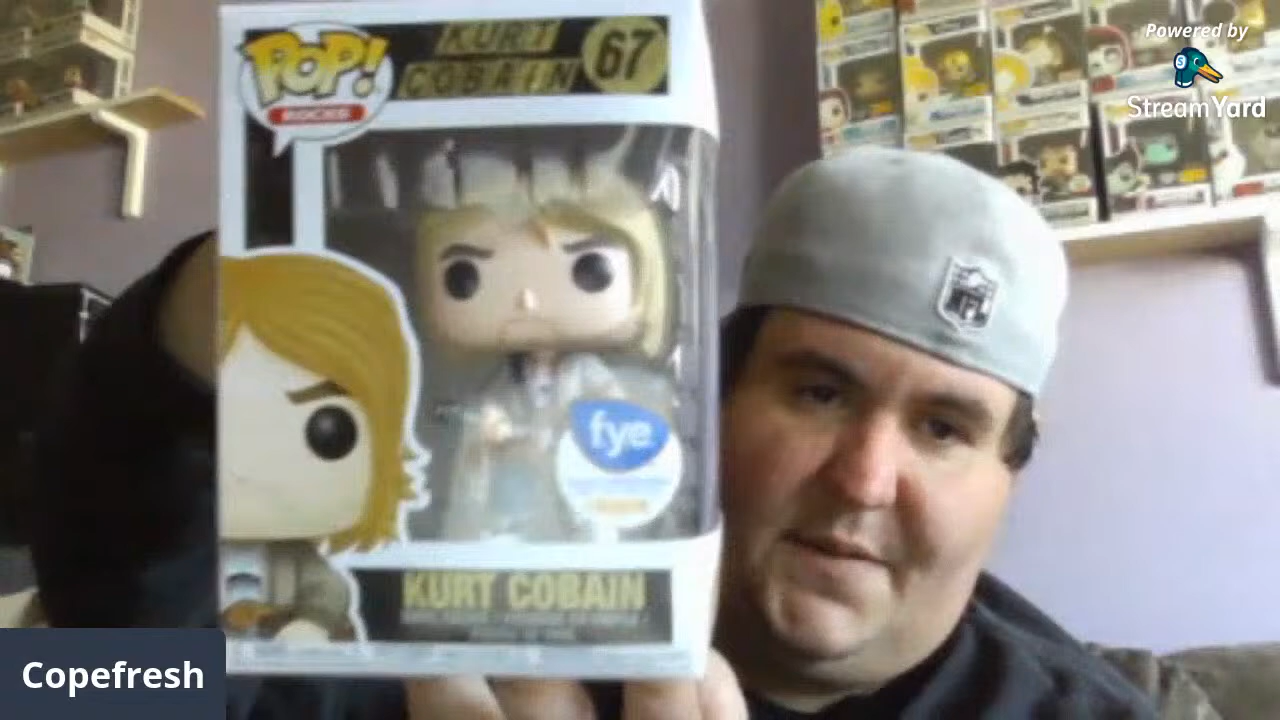 Powered by
StreamYard
POP!
ROCKS
KURT
COBAIN
67
fye
KURT COBAIN
Copefresh